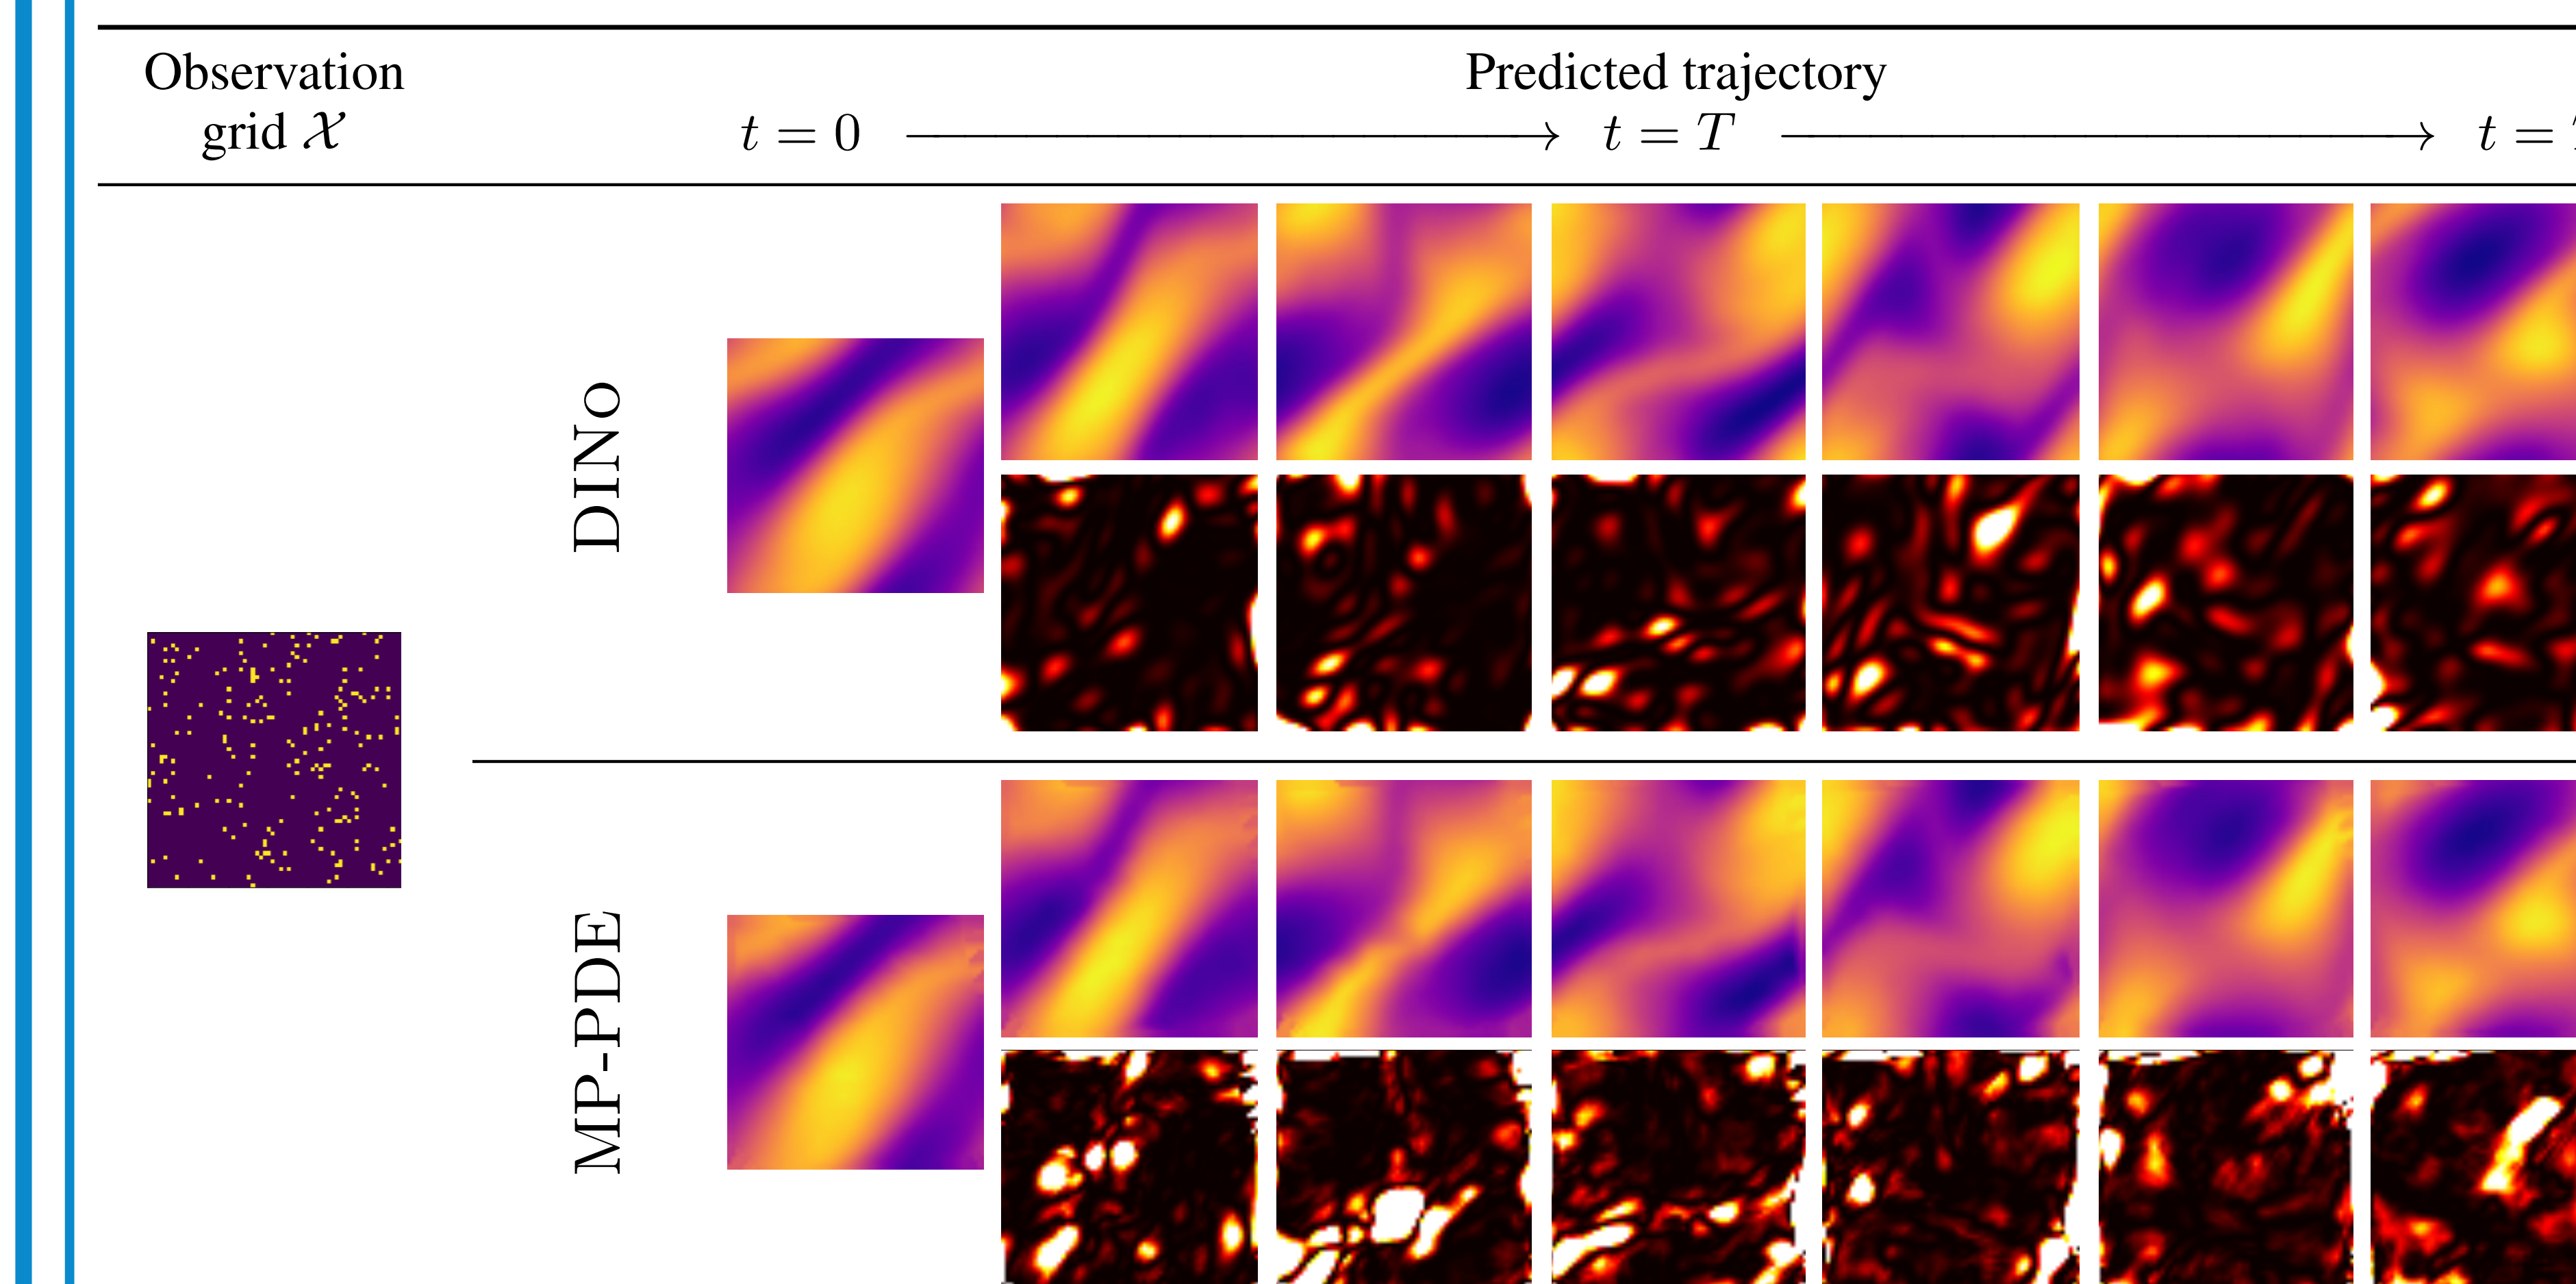 Observation
grid 𝒳
Predicted trajectory
t = 0 ⟶ t = T ⟶ t =
DINO
MP-PDE